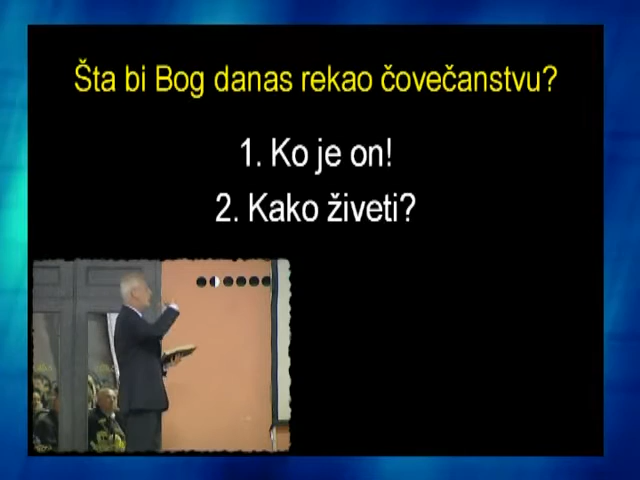 Šta bi Bog danas rekao čovečanstvu?
1. Ko je on!
2. Kako živeti?